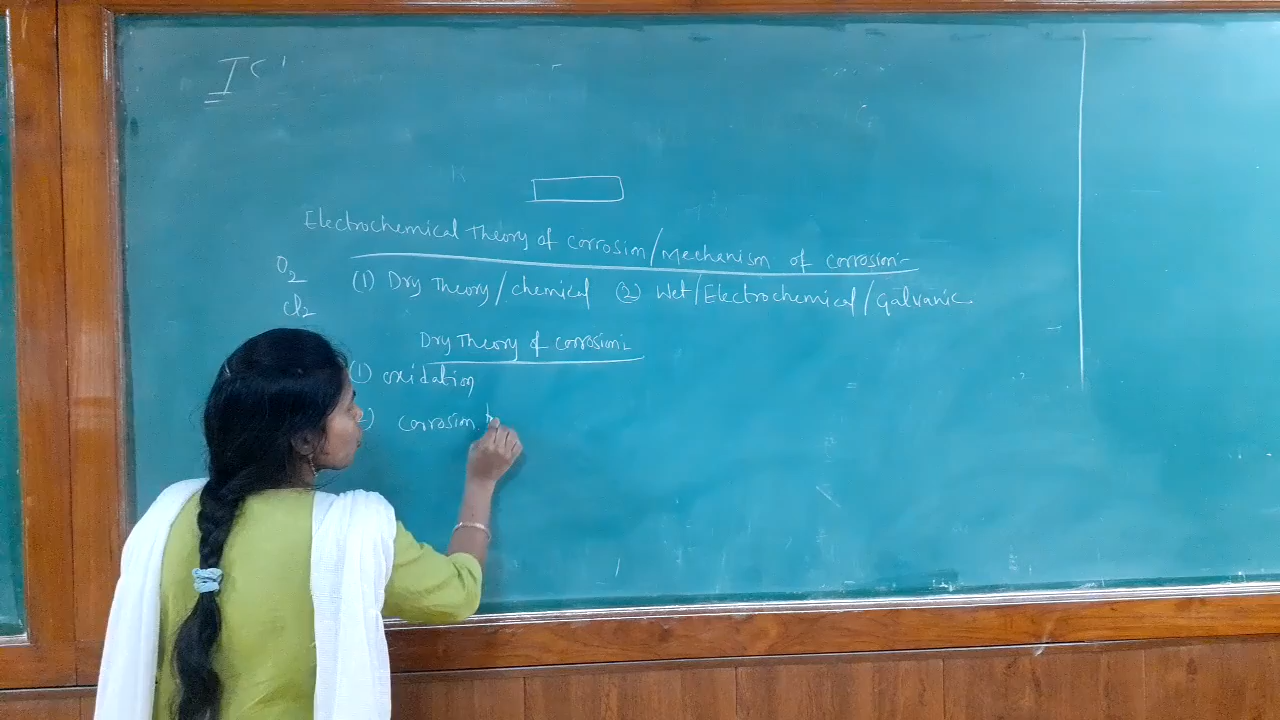 Electrochemical Theory of corrosion/Mechanism of corrosion:-
O2
(1) Dry Theory/chemical (2) Wet/Electrochemical/Galvanic
Cl2
Dry Theory of corrosion:-
(1) oxidation
2) corrosion